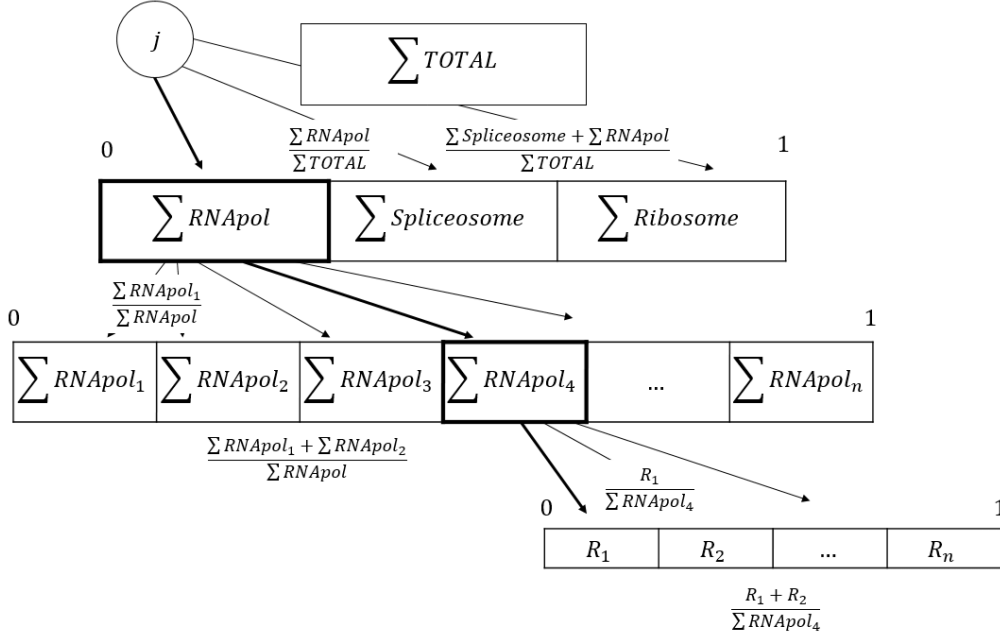 j
∑ TOTAL
0
∑ RNApol / ∑ TOTAL
∑ Spliceosome + ∑ RNApol / ∑ TOTAL
1
∑ RNApol
∑ Spliceosome
∑ Ribosome
∑ RNApol₁ / ∑ RNApol
0
1
∑ RNApol₁
∑ RNApol₂
∑ RNApol₃
∑ RNApol₄
...
∑ RNApolₙ
∑ RNApol₁ + ∑ RNApol₂ / ∑ RNApol
R₁ / ∑ RNApol₄
0
1
R₁
R₂
...
Rₙ
R₁ + R₂ / ∑ RNApol₄